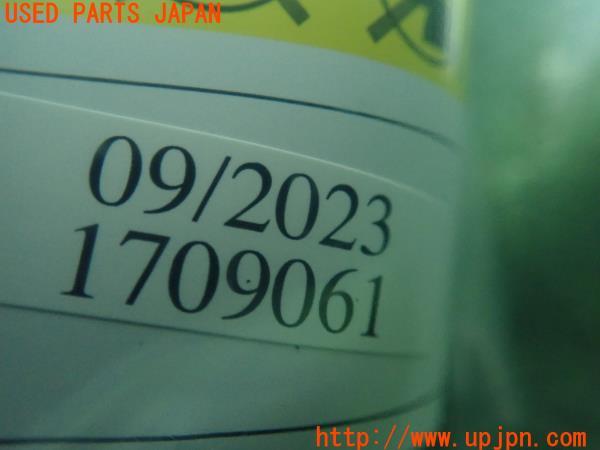 USED PARTS JAPAN
09/2023
1709061
http://www.upjpn.com